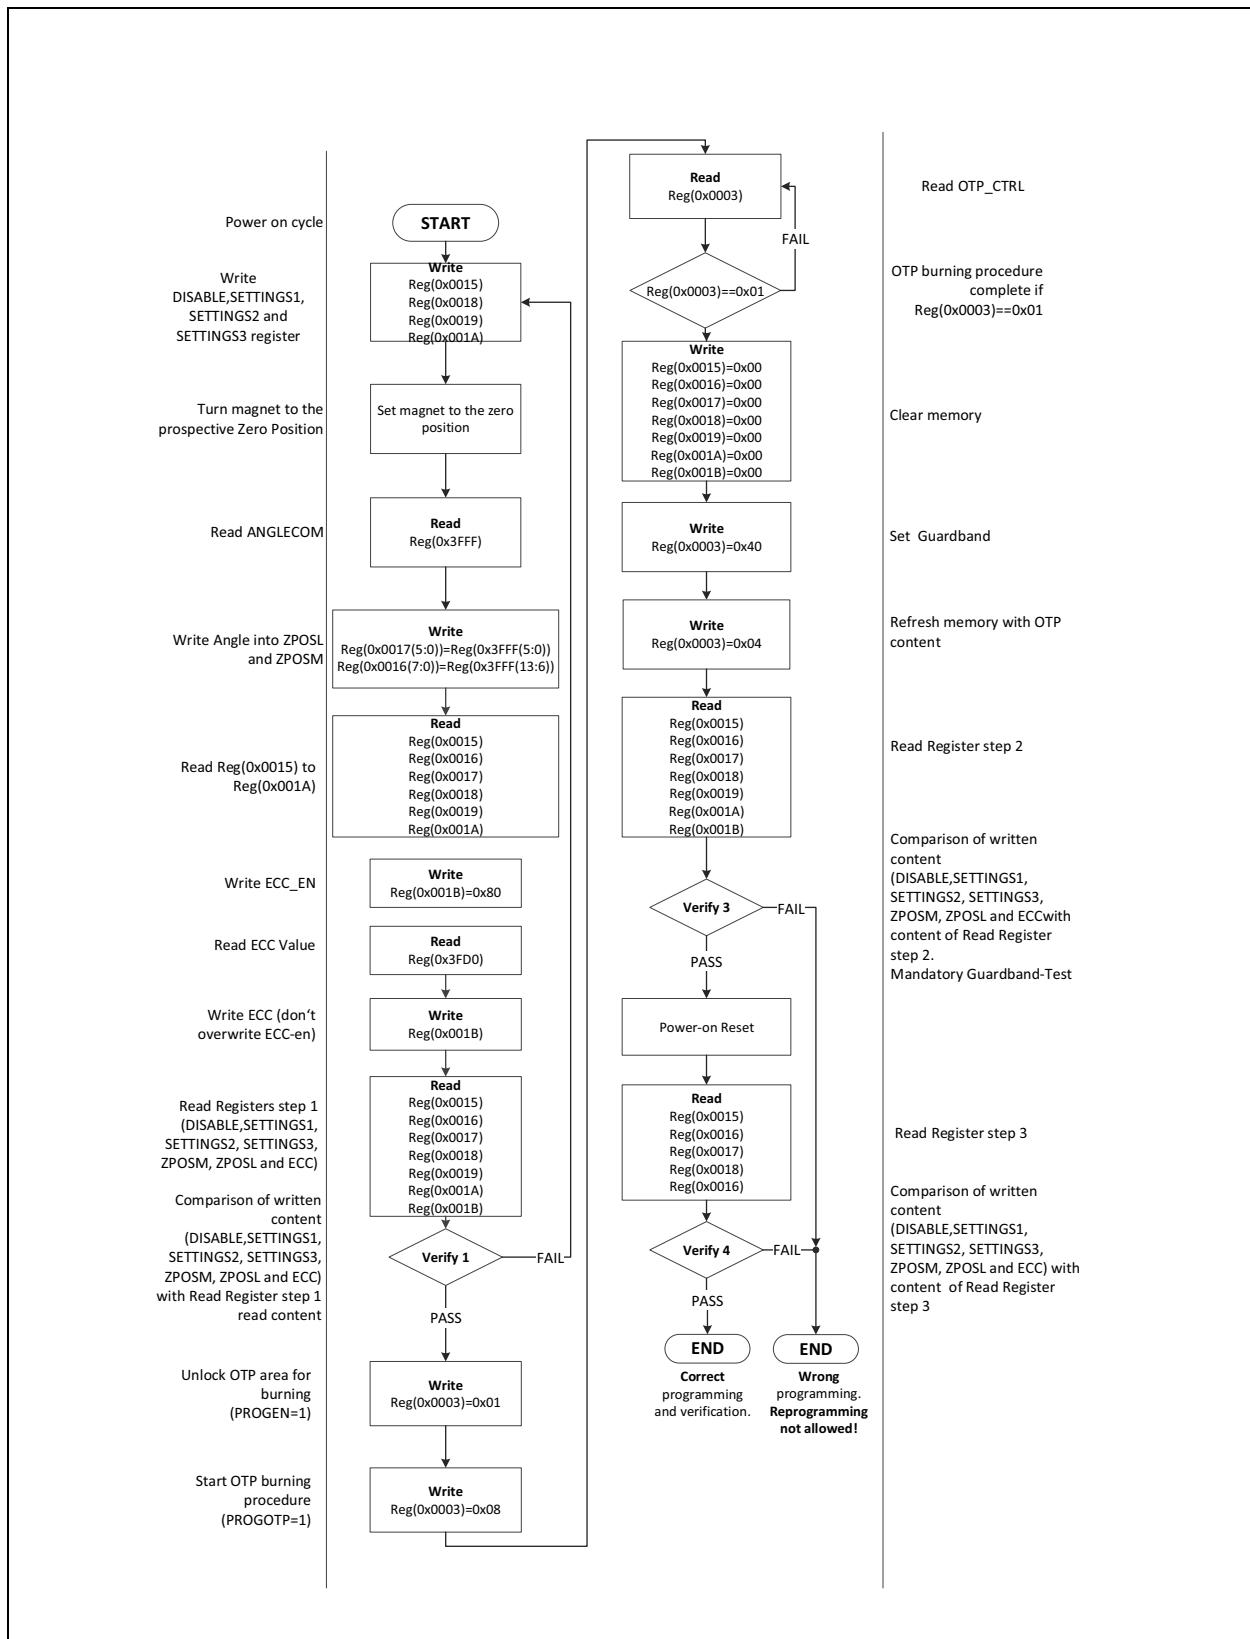 Power on cycle
START
Write
DISABLE,SETTINGS1,
SETTINGS2 and
SETTINGS3 register
Write
Reg(0x0015)
Reg(0x0018)
Reg(0x0019)
Reg(0x001A)
Turn magnet to the
prospective Zero Position
Set magnet to the zero
position
Read ANGLECOM
Read
Reg(0x3FFF)
Write Angle into ZPOSL
and ZPOSM
Write
Reg(0x0017(5:0))=Reg(0x3FFF(5:0))
Reg(0x0016(7:0))=Reg(0x3FFF(13:6))
Read Reg(0x0015) to
Reg(0x001A)
Read
Reg(0x0015)
Reg(0x0016)
Reg(0x0017)
Reg(0x0018)
Reg(0x0019)
Reg(0x001A)
Write ECC_EN
Write
Reg(0x001B)=0x80
Read ECC Value
Read
Reg(0x3FD0)
Write ECC (don't
overwrite ECC-en)
Write
Reg(0x001B)
Read Registers step 1
(DISABLE,SETTINGS1,
SETTINGS2, SETTINGS3,
ZPOSM, ZPOSL and ECC)
Read
Reg(0x0015)
Reg(0x0016)
Reg(0x0017)
Reg(0x0018)
Reg(0x0019)
Reg(0x001A)
Reg(0x001B)
Comparison of written
content
(DISABLE,SETTINGS1,
SETTINGS2, SETTINGS3,
ZPOSM, ZPOSL and ECC)
with Read Register step 1
read content
Verify 1
FAIL
PASS
Unlock OTP area for
burning
(PROGEN=1)
Write
Reg(0x0003)=0x01
Start OTP burning
procedure
(PROGOTP=1)
Write
Reg(0x0003)=0x08
Read
Reg(0x0003)
Read OTP_CTRL
FAIL
Reg(0x0003)==0x01
OTP burning procedure
complete if
Reg(0x0003)==0x01
Write
Reg(0x0015)=0x00
Reg(0x0016)=0x00
Reg(0x0017)=0x00
Reg(0x0018)=0x00
Reg(0x0019)=0x00
Reg(0x001A)=0x00
Reg(0x001B)=0x00
Clear memory
Write
Reg(0x0003)=0x40
Set Guardband
Write
Reg(0x0003)=0x04
Refresh memory with OTP
content
Read
Reg(0x0015)
Reg(0x0016)
Reg(0x0017)
Reg(0x0018)
Reg(0x0019)
Reg(0x001A)
Reg(0x001B)
Read Register step 2
Verify 3
FAIL
PASS
Comparison of written
content
(DISABLE,SETTINGS1,
SETTINGS2, SETTINGS3,
ZPOSM, ZPOSL and ECCwith
content of Read Register
step 2.
Mandatory Guardband-Test
Power-on Reset
Read
Reg(0x0015)
Reg(0x0016)
Reg(0x0017)
Reg(0x0018)
Reg(0x0016)
Read Register step 3
Verify 4
FAIL
PASS
Comparison of written
content
(DISABLE,SETTINGS1,
SETTINGS2, SETTINGS3,
ZPOSM, ZPOSL and ECC) with
content of Read Register
step 3
END
Correct
programming
and verification.
END
Wrong
programming.
Reprogramming
not allowed!